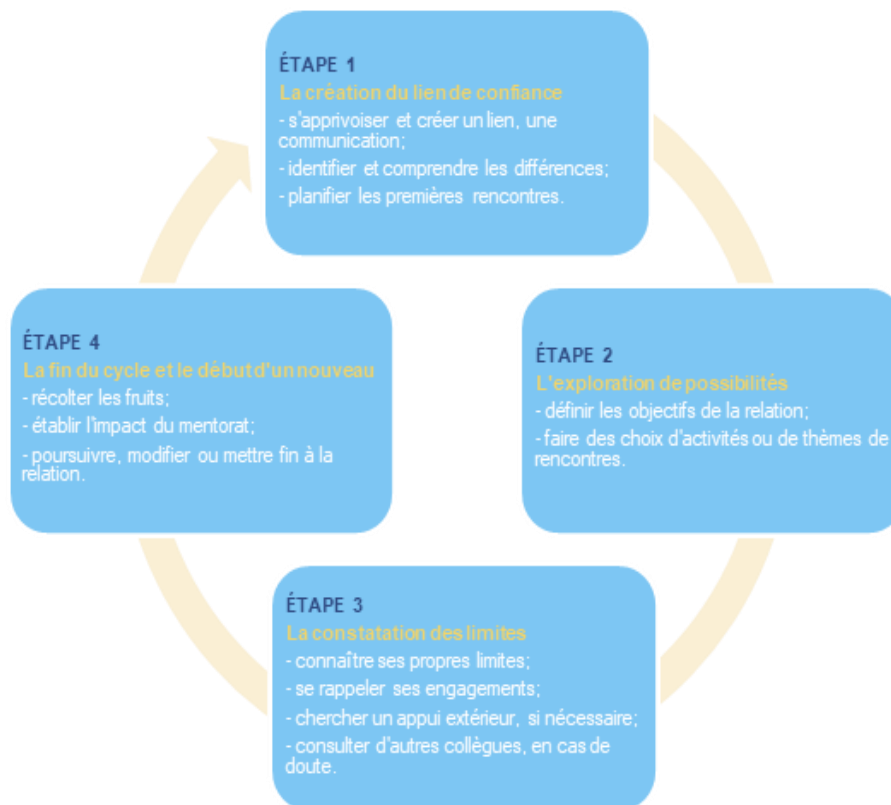 ÉTAPE 1
La création du lien de confiance
- s'apprivoiser et créer un lien, une
communication;
- identifier et comprendre les différences;
- planifier les premières rencontres.
ÉTAPE 2
L'exploration de possibilités
- définir les objectifs de la relation;
- faire des choix d'activités ou de thèmes de
rencontres.
ÉTAPE 3
La constatation des limites
- connaître ses propres limites;
- se rappeler ses engagements;
- chercher un appui extérieur, si nécessaire;
- consulter d'autres collègues, en cas de
doute.
ÉTAPE 4
La fin du cycle et le début d'un nouveau
- récolter les fruits;
- établir l'impact du mentorat;
- poursuivre, modifier ou mettre fin à la
relation.